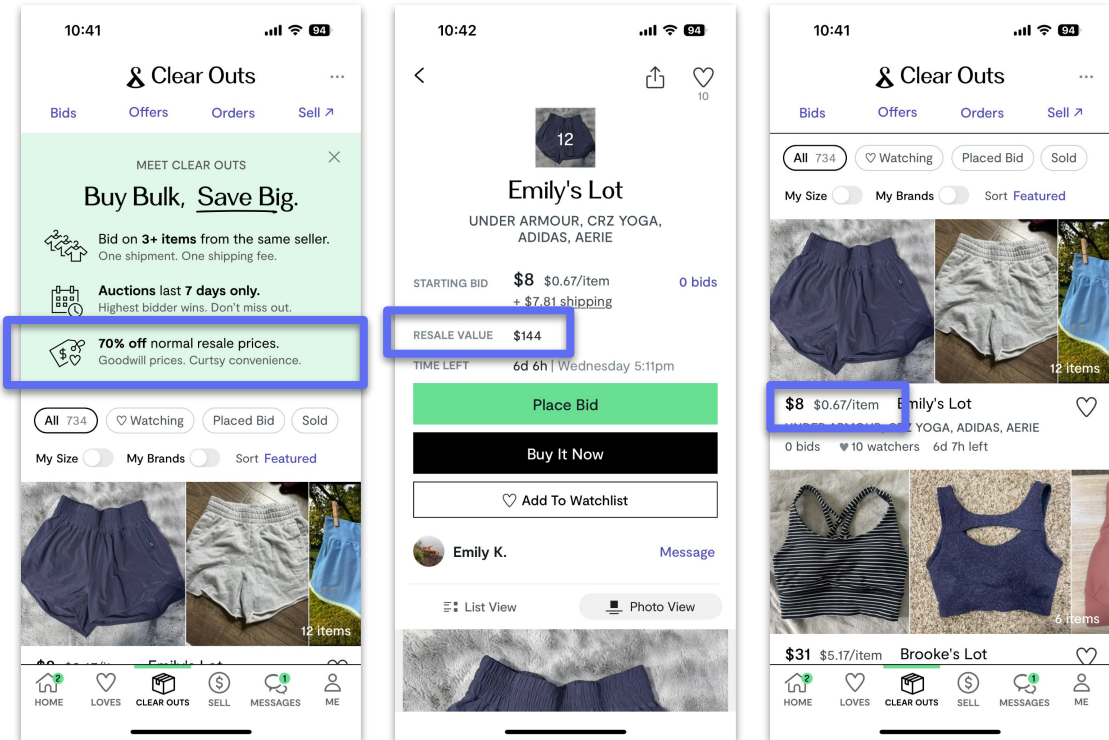 10:41
94
Clear Outs
Bids
Offers
Orders
Sell ↗
MEET CLEAR OUTS
Buy Bulk, Save Big.
Bid on 3+ items from the same seller.
One shipment. One shipping fee.
Auctions last 7 days only.
Highest bidder wins. Don't miss out.
70% off normal resale prices.
Goodwill prices. Curtsy convenience.
All 734
Watching
Placed Bid
Sold
My Size
My Brands
Sort Featured
12 items
2
HOME
LOVES
CLEAR OUTS
SELL
1
MESSAGES
ME
10:42
94
10
12
Emily's Lot
UNDER ARMOUR, CRZ YOGA,
ADIDAS, AERIE
STARTING BID
$8 $0.67/item
0 bids
+ $7.81 shipping
RESALE VALUE
$144
TIME LEFT
6d 6h | Wednesday 5:11pm
Place Bid
Buy It Now
Add To Watchlist
Emily K.
Message
List View
Photo View
10:41
94
Clear Outs
Bids
Offers
Orders
Sell ↗
All 734
Watching
Placed Bid
Sold
My Size
My Brands
Sort Featured
12 items
$8 $0.67/item
Emily's Lot
UNDER ARMOUR, CRZ YOGA, ADIDAS, AERIE
0 bids
10 watchers
6d 7h left
6 items
$31 $5.17/item
Brooke's Lot
2
HOME
LOVES
CLEAR OUTS
SELL
1
MESSAGES
ME